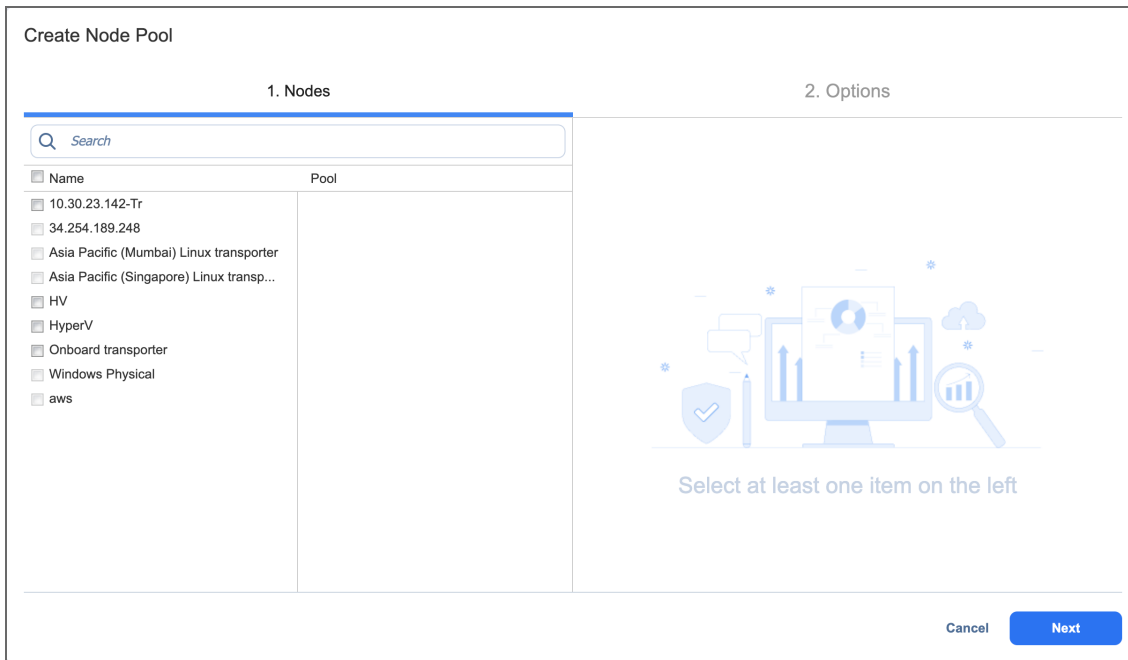 Create Node Pool
1. Nodes
2. Options
Search
Name Pool
10.30.23.142-Tr
34.254.189.248
Asia Pacific (Mumbai) Linux transporter
Asia Pacific (Singapore) Linux transp...
HV
HyperV
Onboard transporter
Windows Physical
aws
Select at least one item on the left
Cancel Next